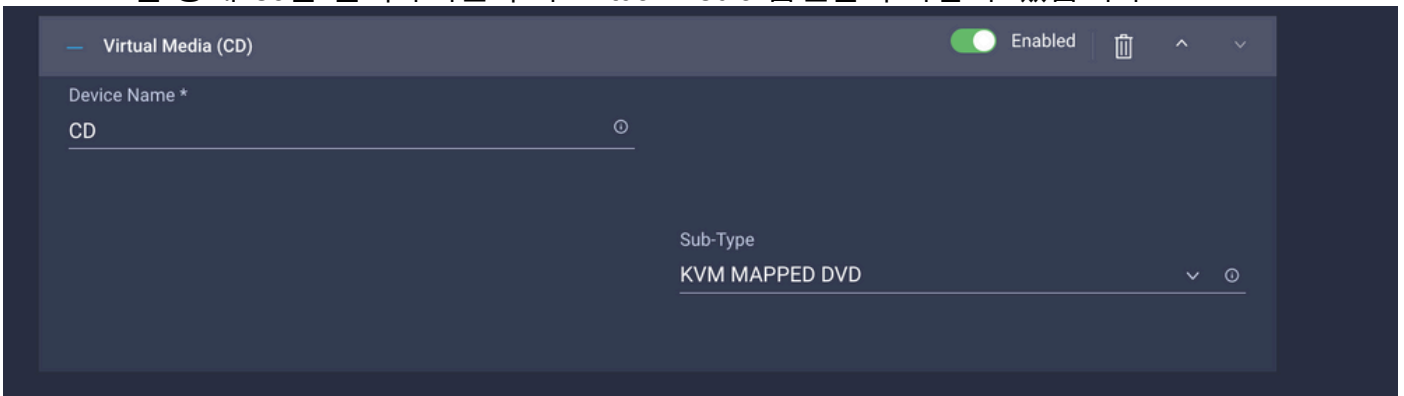 Virtual Media (CD)
Enabled
Device Name *
CD
Sub-Type
KVM MAPPED DVD